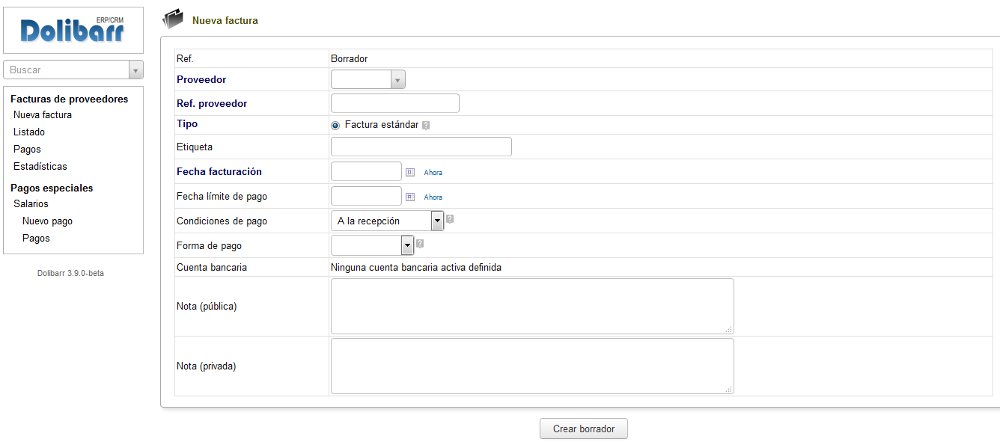 ERP/CRM
Dolibarr
Buscar
Facturas de proveedores
Nueva factura
Listado
Pagos
Estadísticas
Pagos especiales
Salarios
Nuevo pago
Pagos
Dolibarr 3.9.0-beta
Nueva factura
Ref. Borrador
Proveedor
Ref. proveedor
Tipo Factura estándar ?
Etiqueta
Fecha facturación Ahora
Fecha límite de pago Ahora
Condiciones de pago A la recepción ?
Forma de pago ?
Cuenta bancaria Ninguna cuenta bancaria activa definida
Nota (pública)
Nota (privada)
Crear borrador